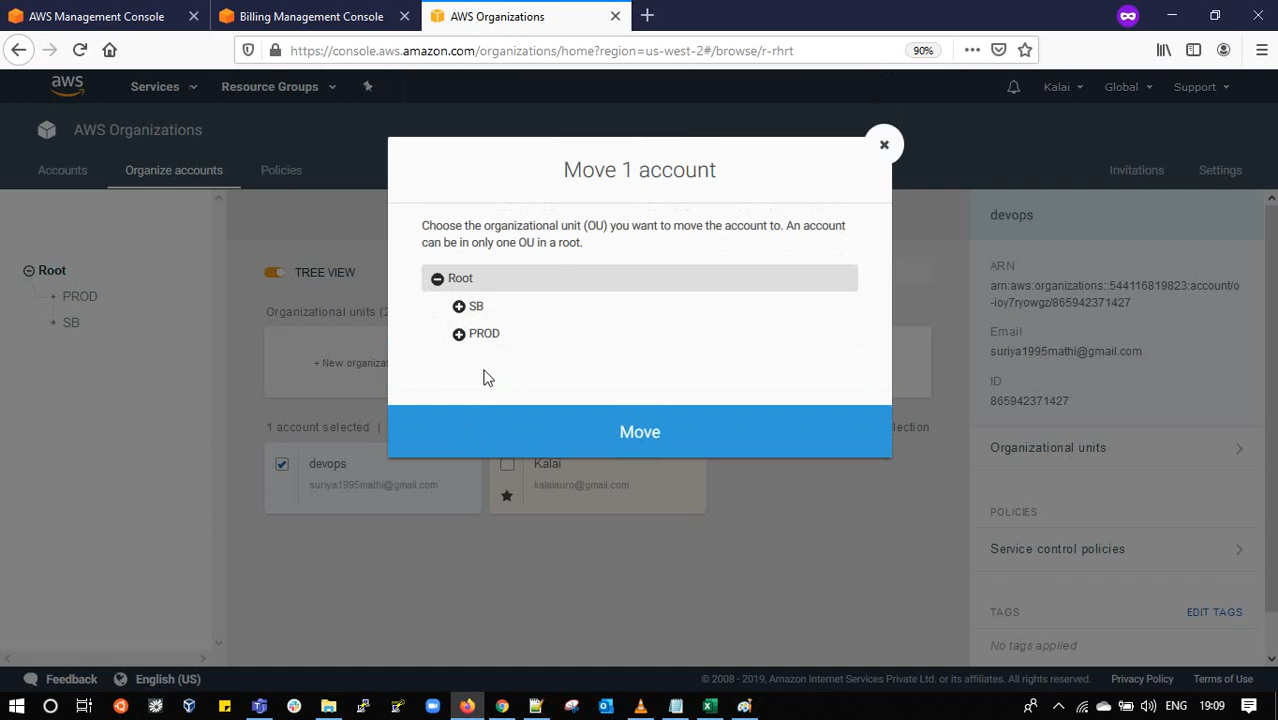 AWS Management Console
Billing Management Console
AWS Organizations
https://console.aws.amazon.com/organizations/home?region=us-west-2#/browse/r-rhrt
90%
aws
Services
Resource Groups
Kalai
Global
Support
AWS Organizations
Accounts
Organize accounts
Policies
Invitations
Settings
Move 1 account
Choose the organizational unit (OU) you want to move the account to. An account
can be in only one OU in a root.
Root
SB
PROD
Move
Root
PROD
SB
TREE VIEW
Organizational units (2
+ New organiza
1 account selected
election
devops
suriya1995mathi@gmail.com
Kalai
kalaiauro@gmail.com
devops
ARN
arn:aws:organizations::544116819823:account/o
-ioy7ryowgz/865942371427
Email
suriya1995mathi@gmail.com
ID
865942371427
Organizational units
POLICIES
Service control policies
TAGS
EDIT TAGS
No tags applied
Feedback
English (US)
© 2008 - 2019, Amazon Internet Services Private Ltd. or its affiliates. All rights reserved.
Privacy Policy
Terms of Use
ENG
19:09